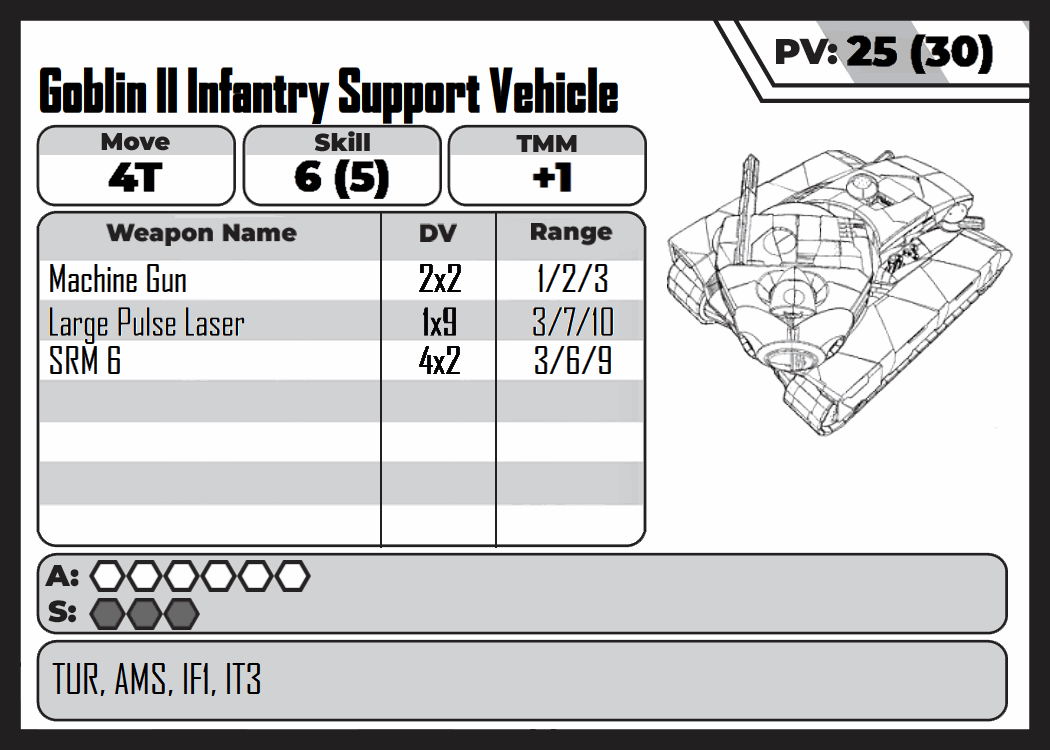 PV: 25 (30)
Goblin II Infantry Support Vehicle
Move Skill TMM
4T 6 (5) +1
Weapon Name DV Range
Machine Gun 2x2 1/2/3
Large Pulse Laser 1x9 3/7/10
SRM 6 4x2 3/6/9
A:
S:
TUR, AMS, IF1, IT3